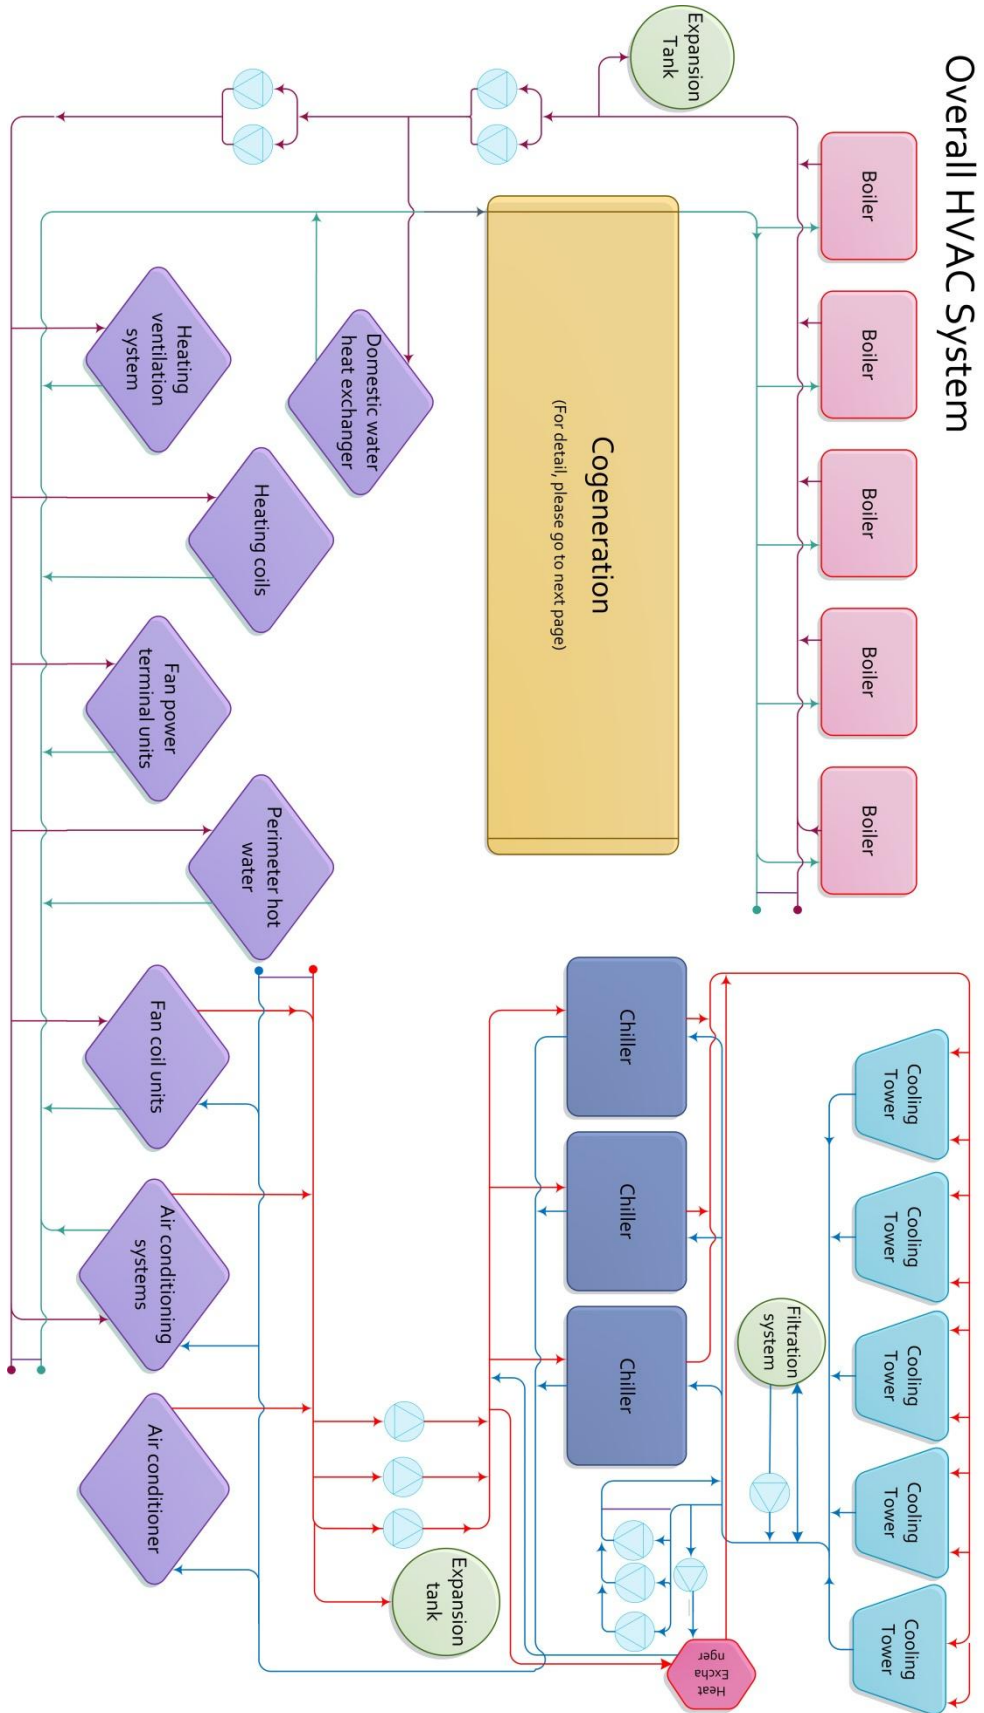 Overall HVAC System
Boiler
Boiler
Boiler
Boiler
Boiler
Expansion
Tank
Cogeneration
(For detail, please go to next page)
Domestic water
heat exchanger
Heating
ventilation
system
Heating coils
Fan power
terminal units
Perimeter hot
water
Fan coil units
Air conditioning
systems
Air conditioner
Cooling
Tower
Cooling
Tower
Cooling
Tower
Cooling
Tower
Cooling
Tower
Filtration
system
Chiller
Chiller
Chiller
Expansion
tank
Heat
Excha
nger